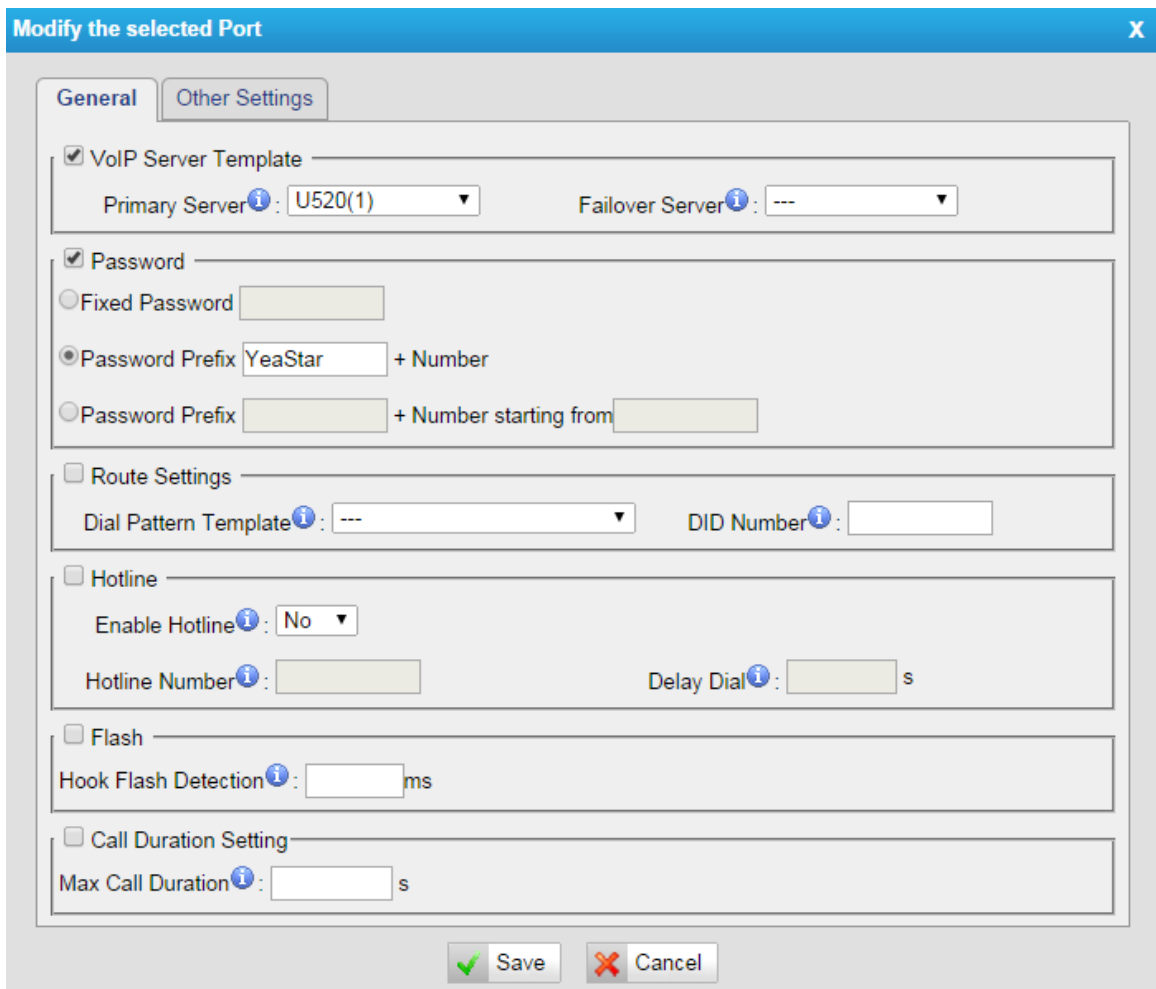 Modify the selected Port X
General Other Settings
VoIP Server Template
Primary Server : U520(1) Failover Server : ---
Password
Fixed Password
Password Prefix YeaStar + Number
Password Prefix + Number starting from
Route Settings
Dial Pattern Template : --- DID Number :
Hotline
Enable Hotline : No
Hotline Number : Delay Dial : s
Flash
Hook Flash Detection : ms
Call Duration Setting
Max Call Duration : s
Save Cancel